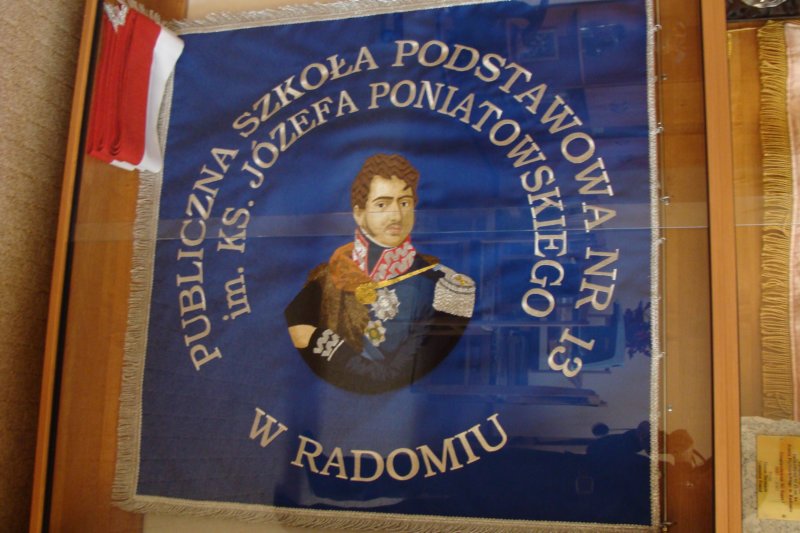 PUBLICZNA SZKOŁA PODSTAWOWA NR 13
im. KS. JÓZEFA PONIATOWSKIEGO
W RADOMIU